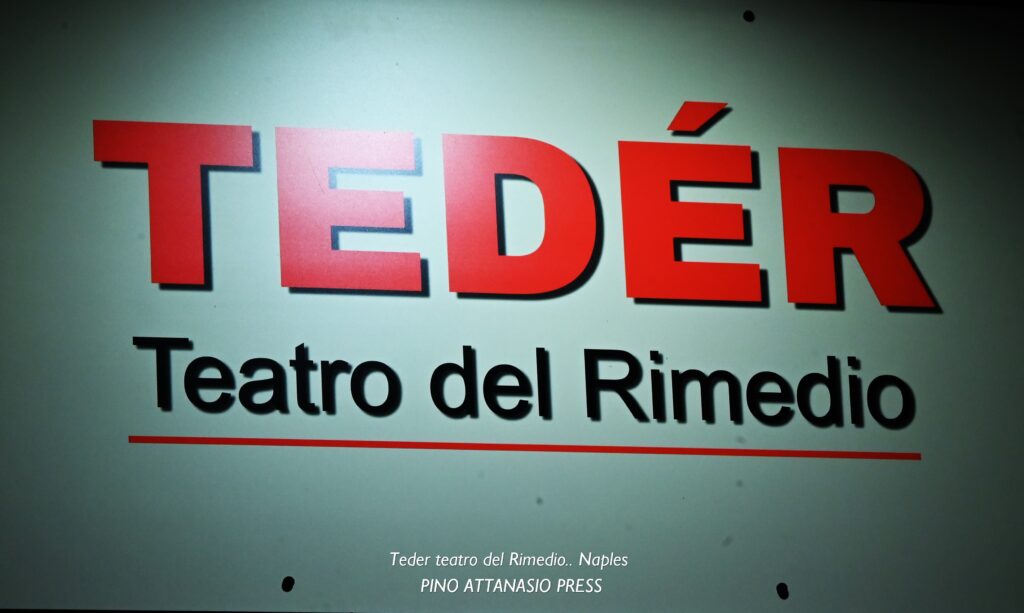 TEDÉR
Teatro del Rimedio
Teder teatro del Rimedio.. Naples
PINO ATTANASIO PRESS